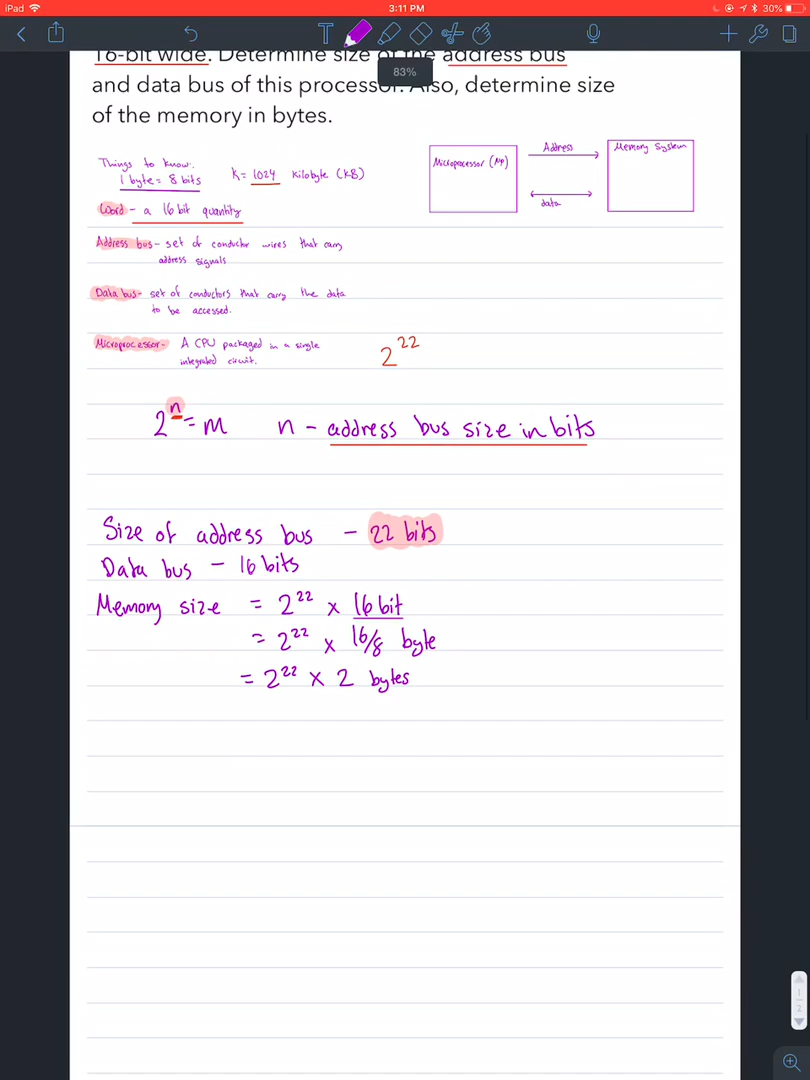 iPad
3:11 PM
30%
T
16-bit wide. Determine size of the address bus
83%
and data bus of this processor. Also, determine size
of the memory in bytes.
Things to know:
1 byte = 8 bits
K = 1024 Kilobyte (KB)
Word - a 16 bit quantity
Microprocessor (MP)
Address
data
Memory System
Address bus - set of conductor wires that carry
address signals
Data bus - set of conductors that carry the data
to be accessed.
Microprocessor - A CPU packaged in a single
integrated circuit.
2^22
2^n = m n - address bus size in bits
Size of address bus - 22 bits
Data bus - 16 bits
Memory size = 2^22 x 16 bit
= 2^22 x 16/8 byte
= 2^22 x 2 bytes